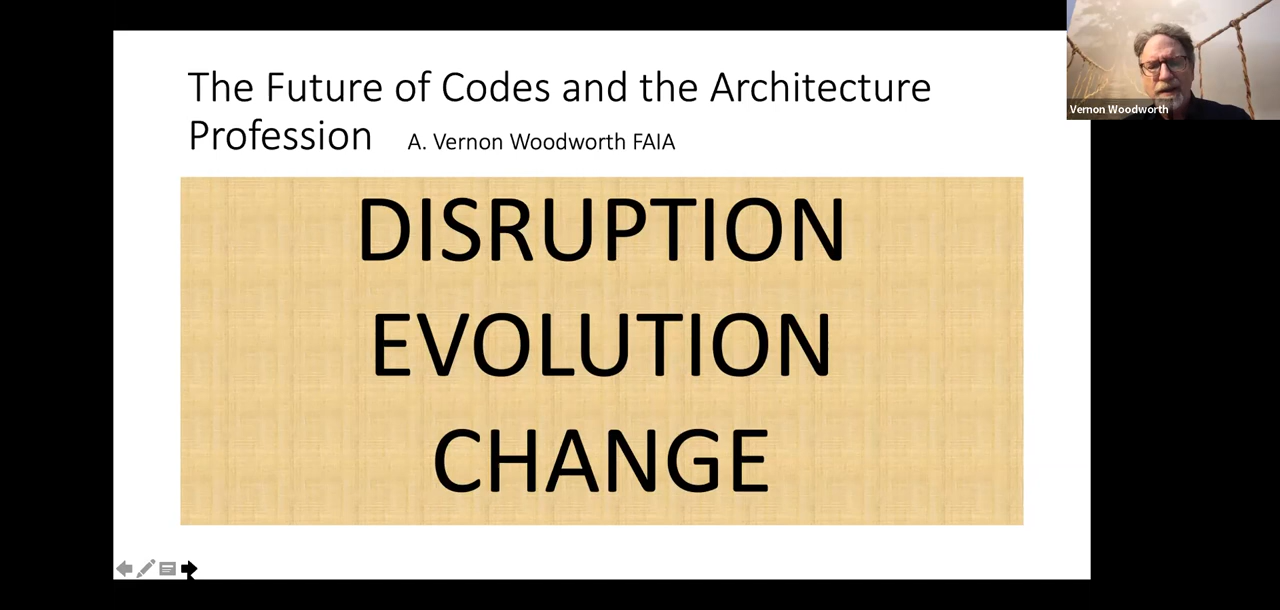 The Future of Codes and the Architecture
Profession A. Vernon Woodworth FAIA
DISRUPTION
EVOLUTION
CHANGE
Vernon Woodworth